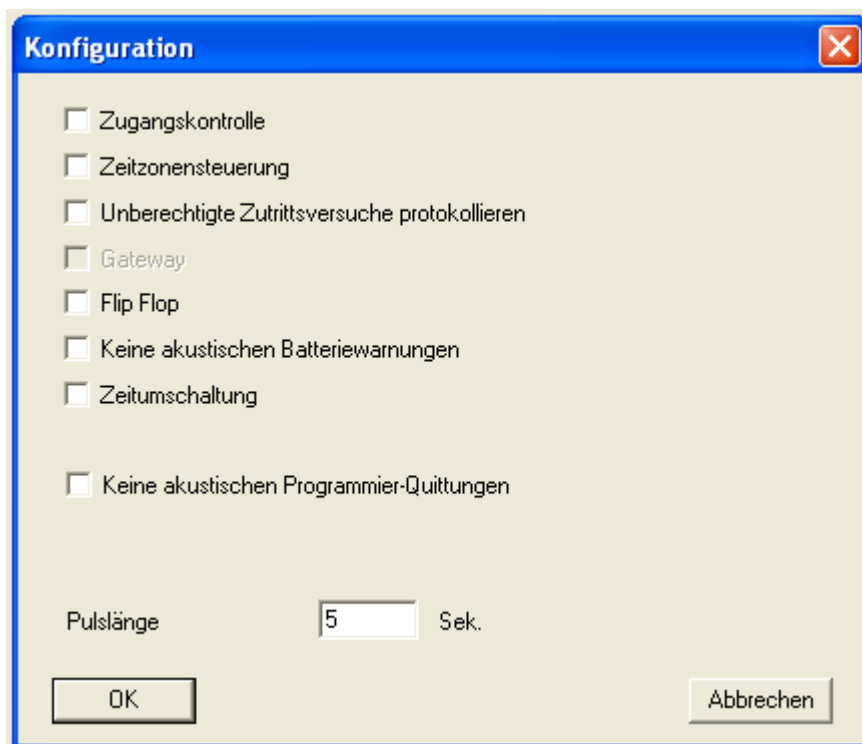 Konfiguration
Zugangskontrolle
Zeitzonensteuerung
Unberechtigte Zutrittsversuche protokollieren
Gateway
Flip Flop
Keine akustischen Batteriewarnungen
Zeitumschaltung
Keine akustischen Programmier-Quittungen
Pulslänge 5 Sek.
OK Abbrechen